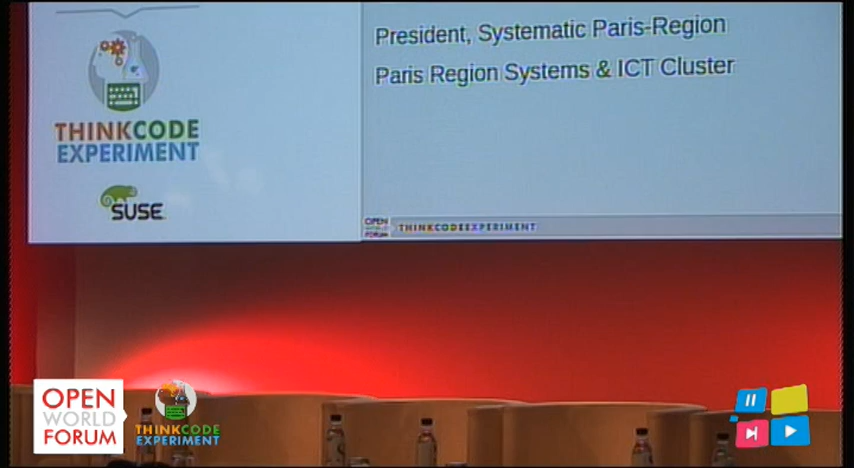 President, Systematic Paris-Region
Paris Region Systems & ICT Cluster
THINKCODE
EXPERIMENT
SUSE
OPEN
WORLD
FORUM
THINKCODEEXPERIMENT
OPEN
WORLD
FORUM
THINKCODE
EXPERIMENT